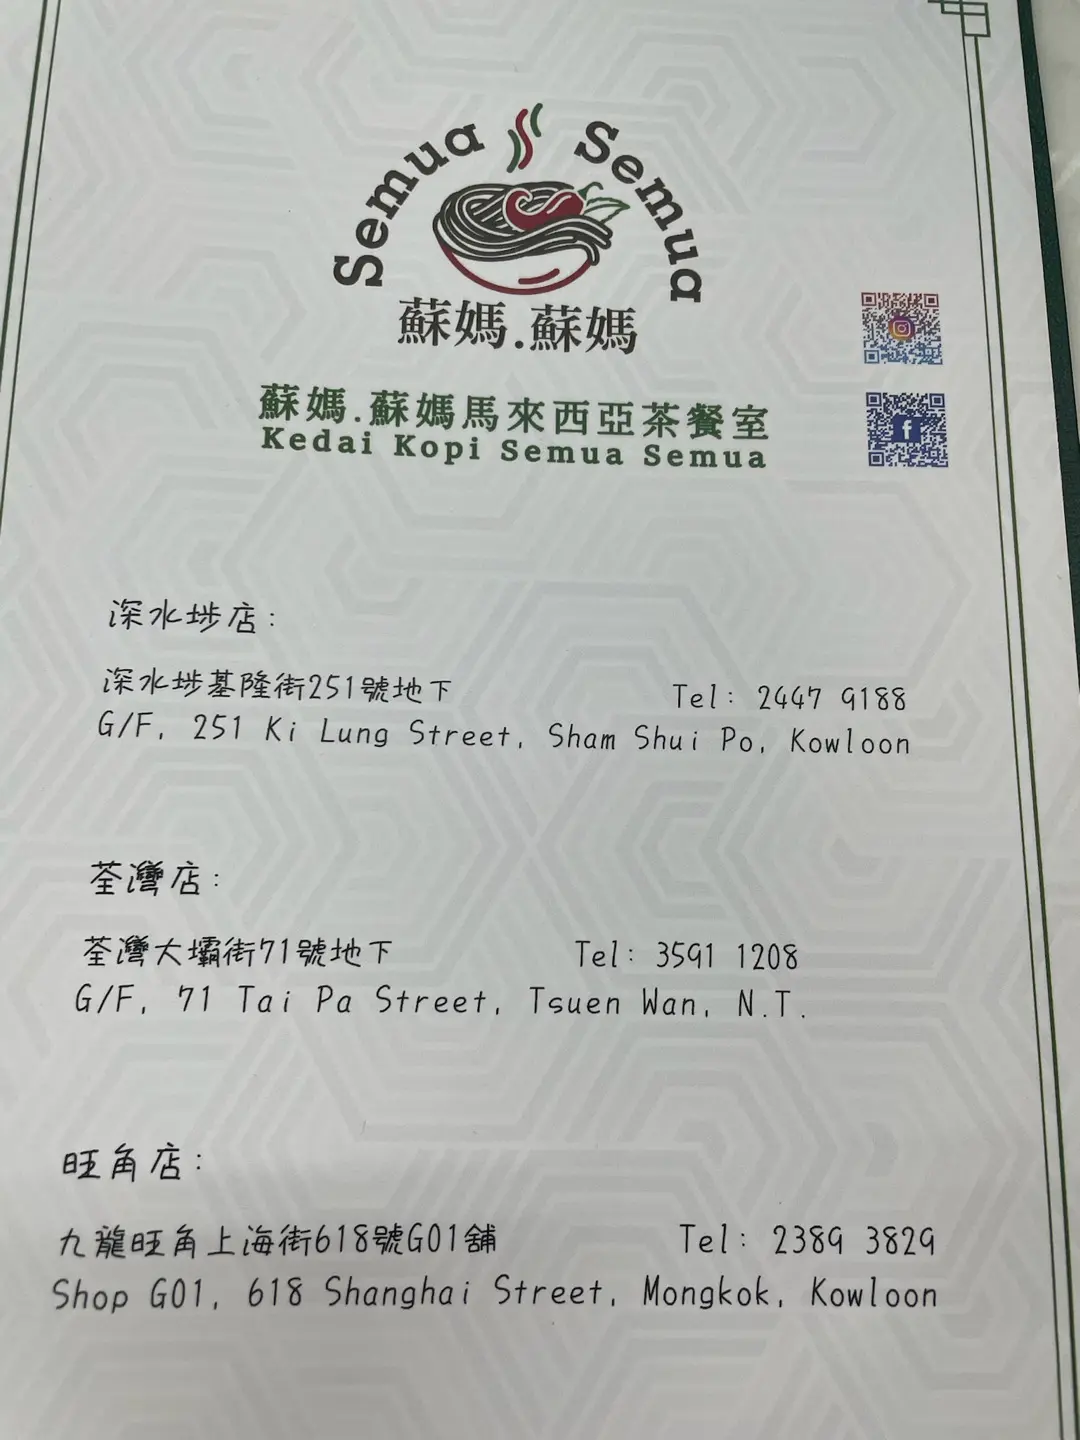 Semua Semua
蘇媽.蘇媽
蘇媽.蘇媽馬來西亞茶餐室
Kedai Kopi Semua Semua
深水埗店:
深水埗基隆街251號地下 Tel: 2447 9188
G/F, 251 Ki Lung Street, Sham Shui Po, Kowloon
荃灣店:
荃灣大壩街71號地下 Tel: 3591 1208
G/F, 71 Tai Pa Street, Tsuen Wan, N.T.
旺角店:
九龍旺角上海街618號G01舖 Tel: 2389 3829
Shop G01, 618 Shanghai Street, Mongkok, Kowloon